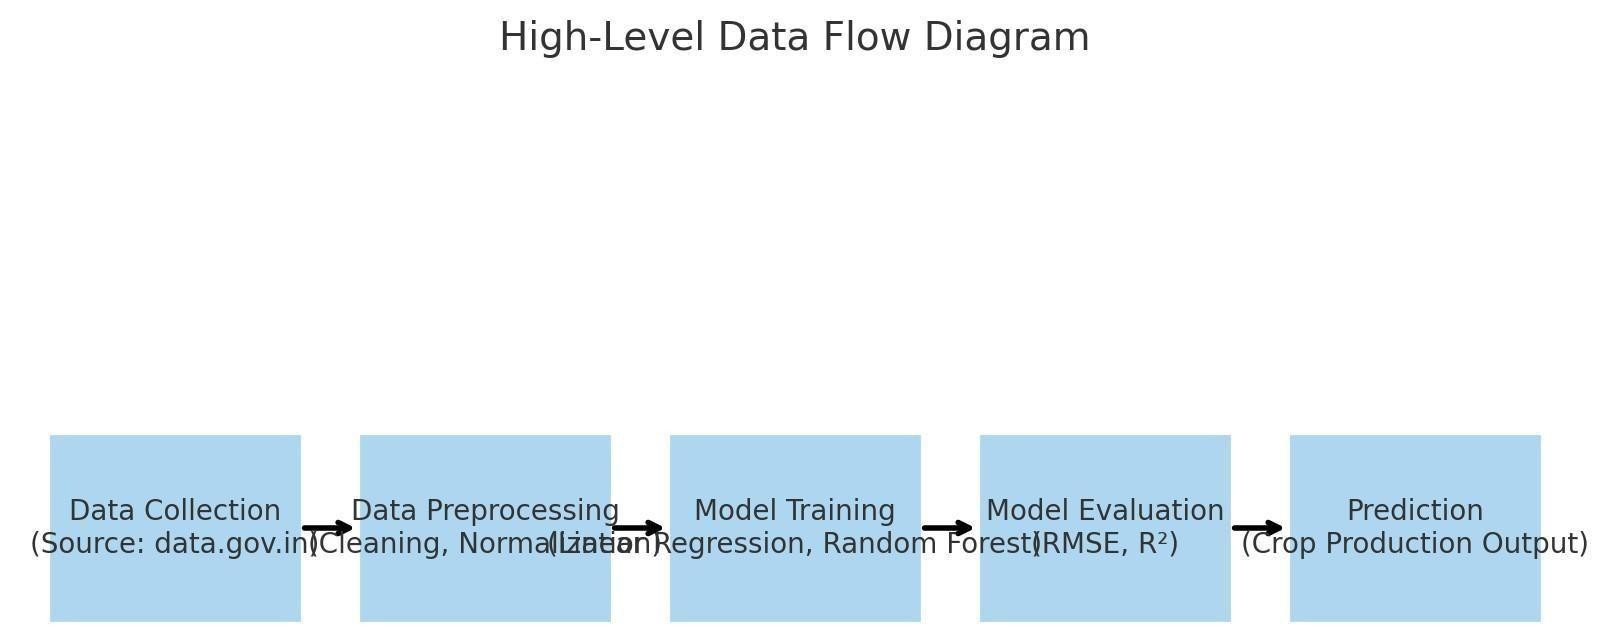 High-Level Data Flow Diagram
Data Collection
(Source: data.gov.in)
Data Preprocessing
(Cleaning, Normalization)
Model Training
(Linear Regression, Random Forest)
Model Evaluation
(RMSE, R²)
Prediction
(Crop Production Output)